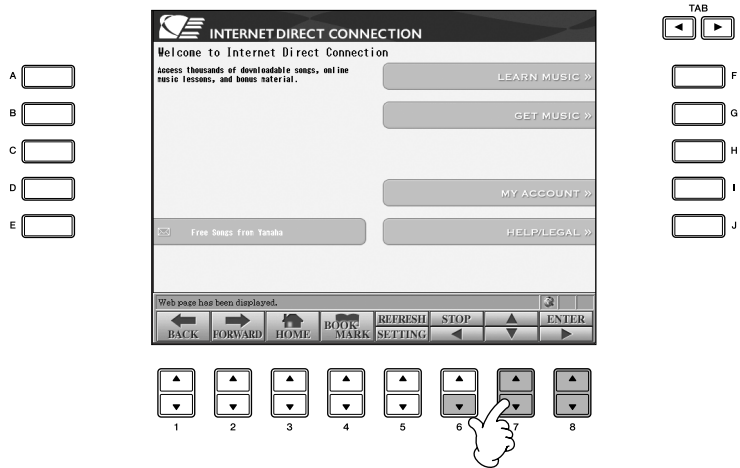 TAB
INTERNET DIRECT CONNECTION
Welcome to Internet Direct Connection
Access thousands of downloadable songs, online
music lessons, and bonus material.
LEARN MUSIC »
GET MUSIC »
MY ACCOUNT »
Free Songs from Yamaha
HELP/LEGAL »
Web page has been displayed.
BACK FORWARD HOME BOOK-MARK REFRESH STOP ENTER
SETTING
A
B
C
D
E
F
G
H
I
J
1 2 3 4 5 6 7 8